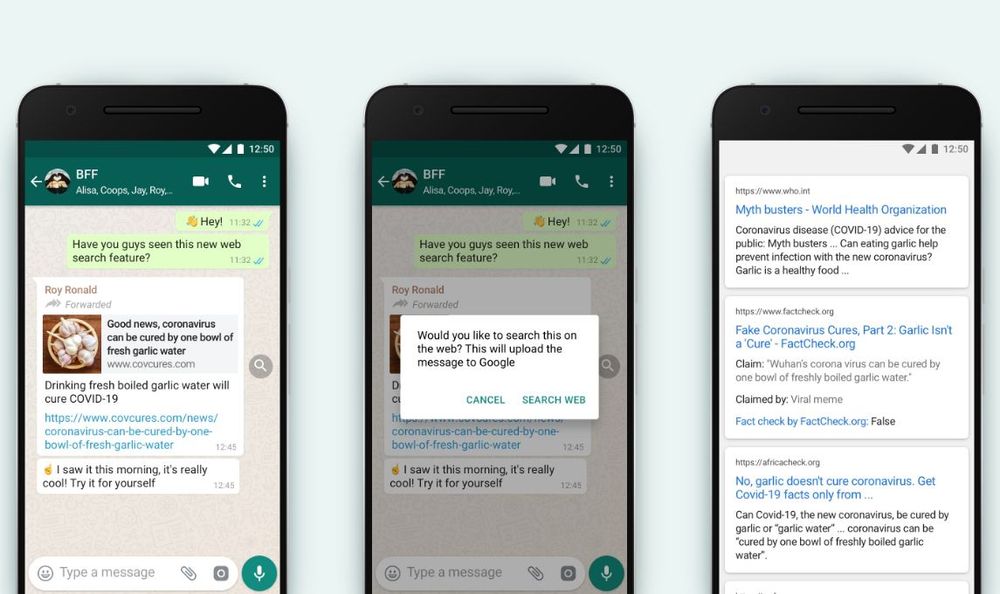 12:50
BFF
Alisa, Coops, Jay, Roy,...
👋 Hey! 11:32
Have you guys seen this new web
search feature?
11:32
Roy Ronald
Forwarded
Good news, coronavirus
can be cured by one bowl of
fresh garlic water
www.covcures.com
Drinking fresh boiled garlic water will
cure COVID-19
https://www.covcures.com/news/
coronavirus-can-be-cured-by-one-
bowl-of-fresh-garlic-water
12:45
☝ I saw it this morning, it's really
cool! Try it for yourself
12:45
Type a message
12:50
BFF
Alisa, Coops, Jay, Roy,...
👋 Hey! 11:32
Have you guys seen this new web
search feature?
11:32
Roy Ronald
Forwarded
Would you like to search this on
the web? This will upload the
message to Google
CANCEL SEARCH WEB
https://www.covcures.com/news/
coronavirus-can-be-cured-by-one-
bowl-of-fresh-garlic-water
12:45
☝ I saw it this morning, it's really
cool! Try it for yourself
12:45
Type a message
12:50
https://www.who.int
Myth busters - World Health Organization
Coronavirus disease (COVID-19) advice for the
public: Myth busters ... Can eating garlic help
prevent infection with the new coronavirus?
Garlic is a healthy food ...
https://www.factcheck.org
Fake Coronavirus Cures, Part 2: Garlic Isn't
a 'Cure' - FactCheck.org
Claim: "Wuhan's corona virus can be cured by
one bowl of freshly boiled garlic water."
Claimed by: Viral meme
Fact check by FactCheck.org: False
https://africacheck.org
No, garlic doesn't cure coronavirus. Get
Covid-19 facts only from ...
Can Covid-19, the new coronavirus, be cured by
garlic or “garlic water” ... coronavirus can be
“cured by one bowl of freshly boiled garlic
water”.